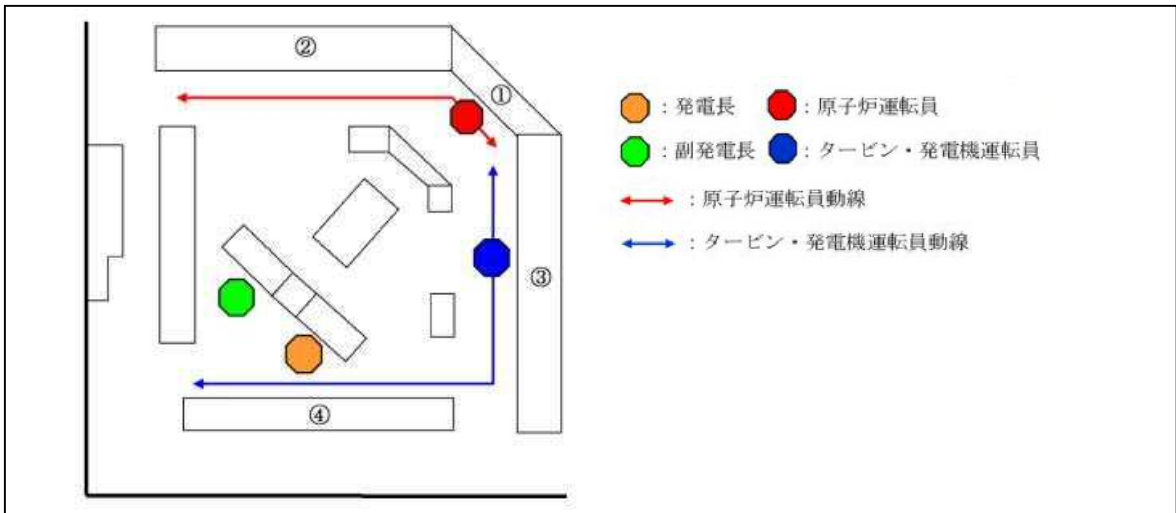 ②
①
③
④
：発電長 ：原子炉運転員
：副発電長 ：タービン・発電機運転員
：原子炉運転員動線
：タービン・発電機運転員動線